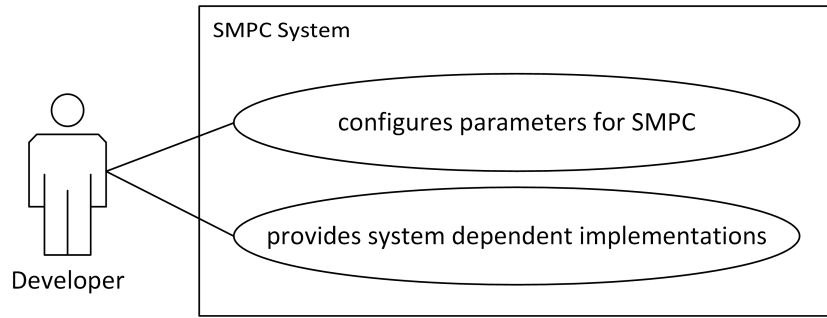 SMPC System
configures parameters for SMPC
provides system dependent implementations
Developer